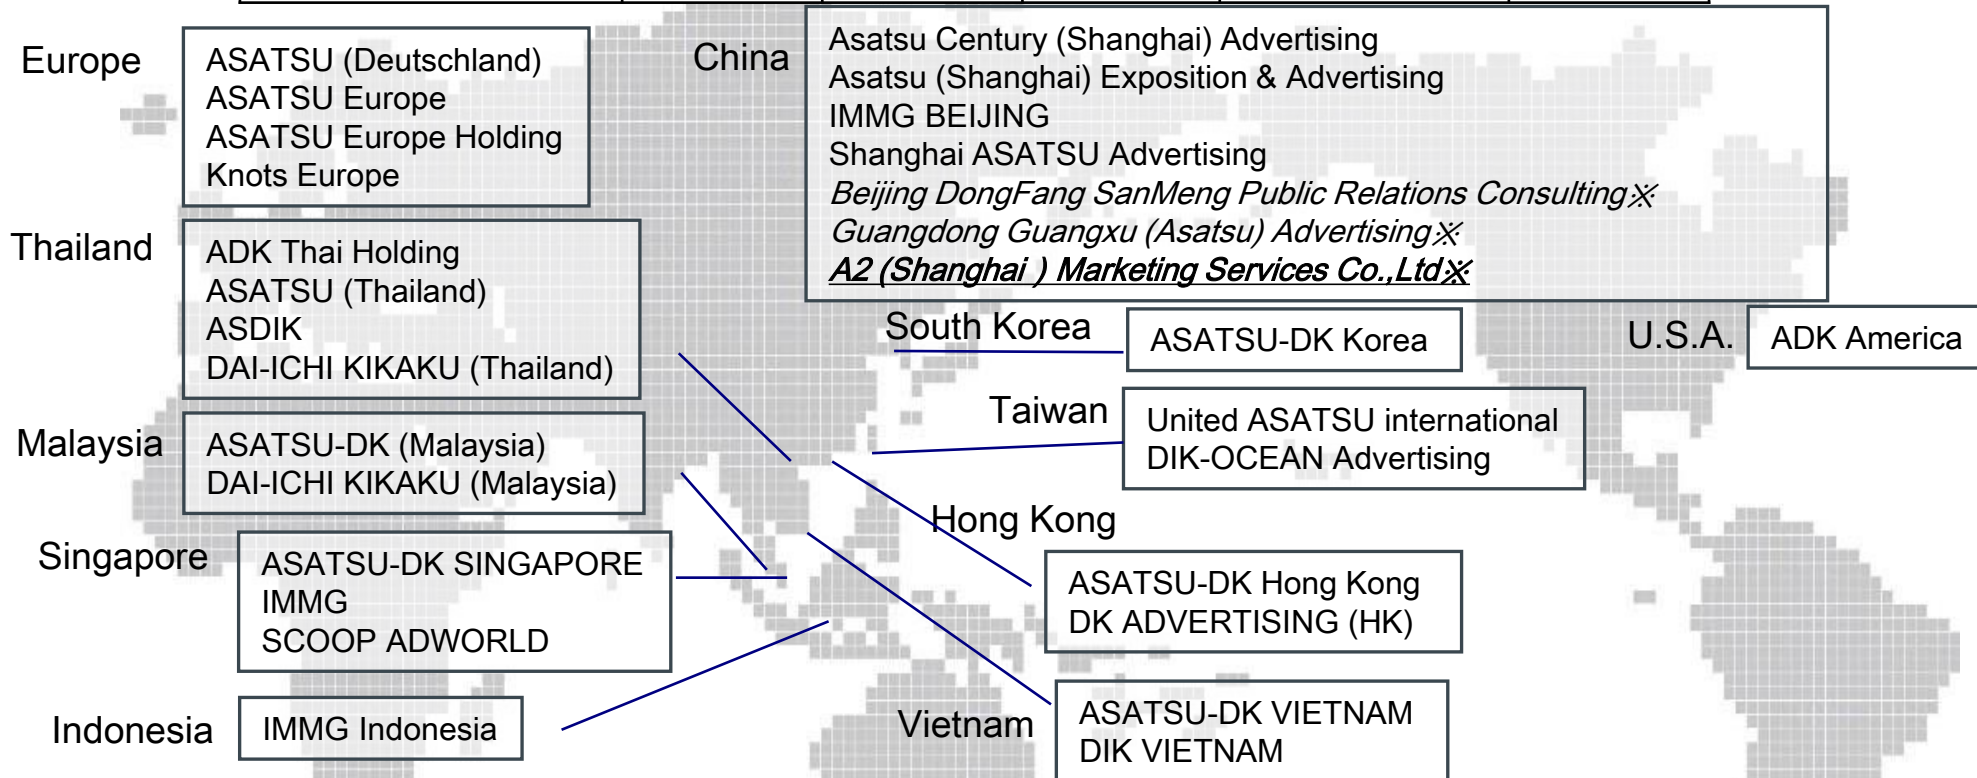 Europe
ASATSU (Deutschland)
ASATSU Europe
ASATSU Europe Holding
Knots Europe
China
Asatsu Century (Shanghai) Advertising
Asatsu (Shanghai) Exposition & Advertising
IMMG BEIJING
Shanghai ASATSU Advertising
Beijing DongFang SanMeng Public Relations Consulting※
Guangdong Guangxu (Asatsu) Advertising※
A2 (Shanghai ) Marketing Services Co.,Ltd※
Thailand
ADK Thai Holding
ASATSU (Thailand)
ASDIK
DAI-ICHI KIKAKU (Thailand)
South Korea
ASATSU-DK Korea
U.S.A.
ADK America
Malaysia
ASATSU-DK (Malaysia)
DAI-ICHI KIKAKU (Malaysia)
Taiwan
United ASATSU international
DIK-OCEAN Advertising
Singapore
ASATSU-DK SINGAPORE
IMMG
SCOOP ADWORLD
Hong Kong
ASATSU-DK Hong Kong
DK ADVERTISING (HK)
Indonesia
IMMG Indonesia
Vietnam
ASATSU-DK VIETNAM
DIK VIETNAM